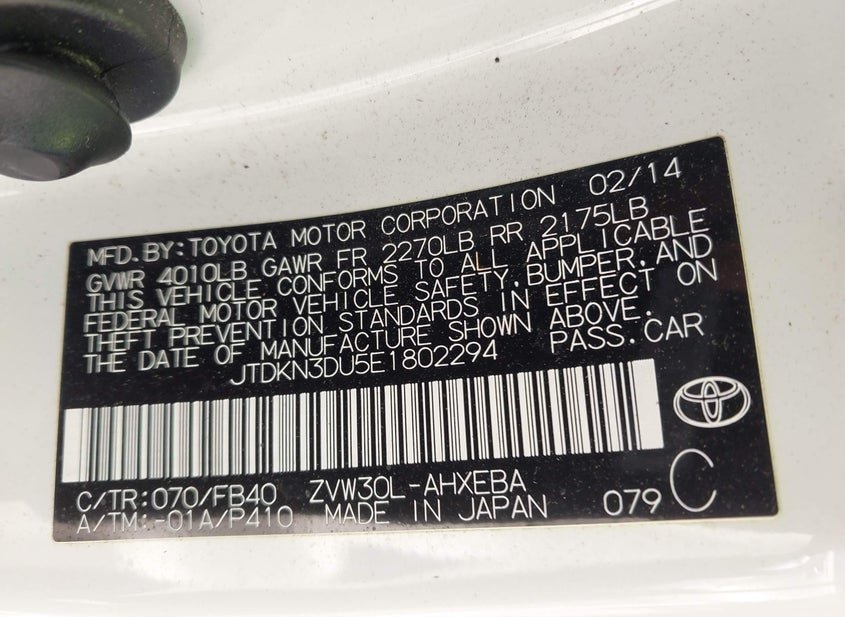 MFD.BY:TOYOTA MOTOR CORPORATION 02/14
GVWR 4010LB GAWR FR 2270LB RR 2175LB
THIS VEHICLE CONFORMS TO ALL APPLICABLE
FEDERAL MOTOR VEHICLE SAFETY,BUMPER,AND
THEFT PREVENTION STANDARDS IN EFFECT ON
THE DATE OF MANUFACTURE SHOWN ABOVE.
JTDKN3DU5E1802294 PASS.CAR
C/TR:070/FB40 ZVW30L-AHXEBA
A/TM:-01A/P410 MADE IN JAPAN 079 C